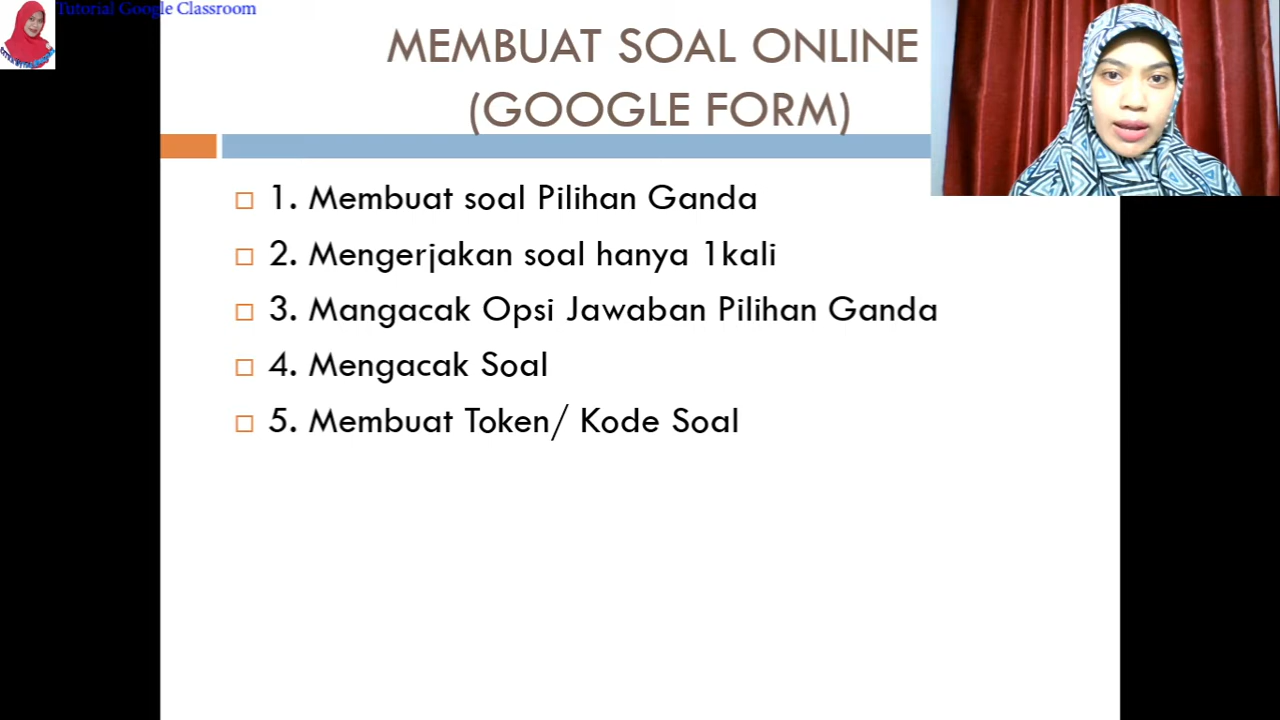 Tutorial Google Classroom
MEMBUAT SOAL ONLINE
(GOOGLE FORM)
1. Membuat soal Pilihan Ganda
2. Mengerjakan soal hanya 1kali
3. Mangacak Opsi Jawaban Pilihan Ganda
4. Mengacak Soal
5. Membuat Token/ Kode Soal